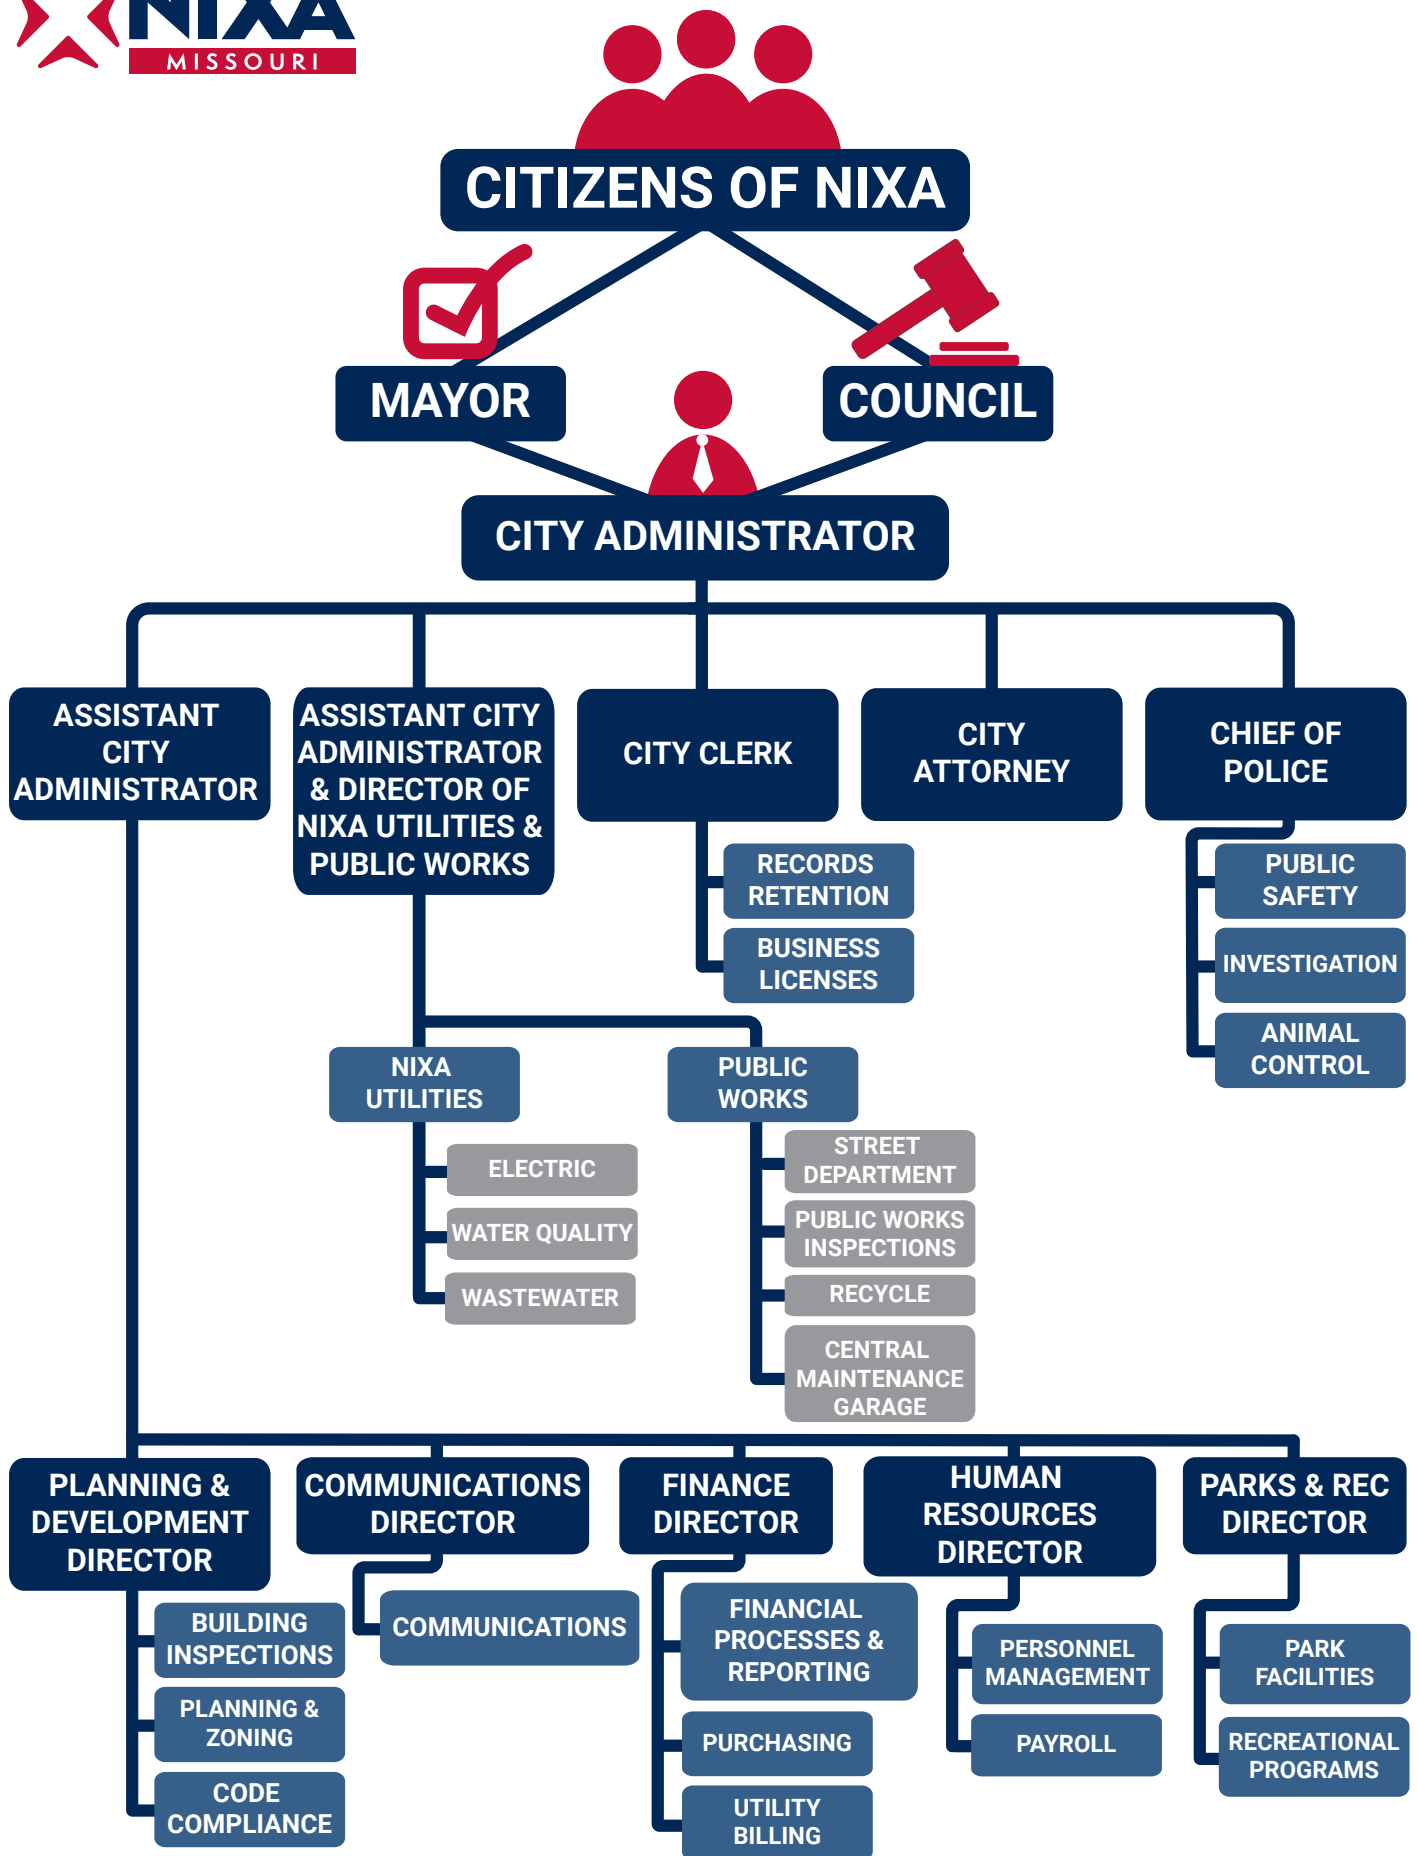 NIXA
MISSOURI
CITIZENS OF NIXA
MAYOR
COUNCIL
CITY ADMINISTRATOR
ASSISTANT
CITY
ADMINISTRATOR
ASSISTANT CITY
ADMINISTRATOR
& DIRECTOR OF
NIXA UTILITIES &
PUBLIC WORKS
CITY CLERK
CITY
ATTORNEY
CHIEF OF
POLICE
RECORDS
RETENTION
BUSINESS
LICENSES
PUBLIC
SAFETY
INVESTIGATION
ANIMAL
CONTROL
NIXA
UTILITIES
PUBLIC
WORKS
ELECTRIC
WATER QUALITY
WASTEWATER
STREET
DEPARTMENT
PUBLIC WORKS
INSPECTIONS
RECYCLE
CENTRAL
MAINTENANCE
GARAGE
PLANNING &
DEVELOPMENT
DIRECTOR
COMMUNICATIONS
DIRECTOR
FINANCE
DIRECTOR
HUMAN
RESOURCES
DIRECTOR
PARKS & REC
DIRECTOR
BUILDING
INSPECTIONS
PLANNING &
ZONING
CODE
COMPLIANCE
COMMUNICATIONS
FINANCIAL
PROCESSES &
REPORTING
PURCHASING
UTILITY
BILLING
PERSONNEL
MANAGEMENT
PAYROLL
PARK
FACILITIES
RECREATIONAL
PROGRAMS